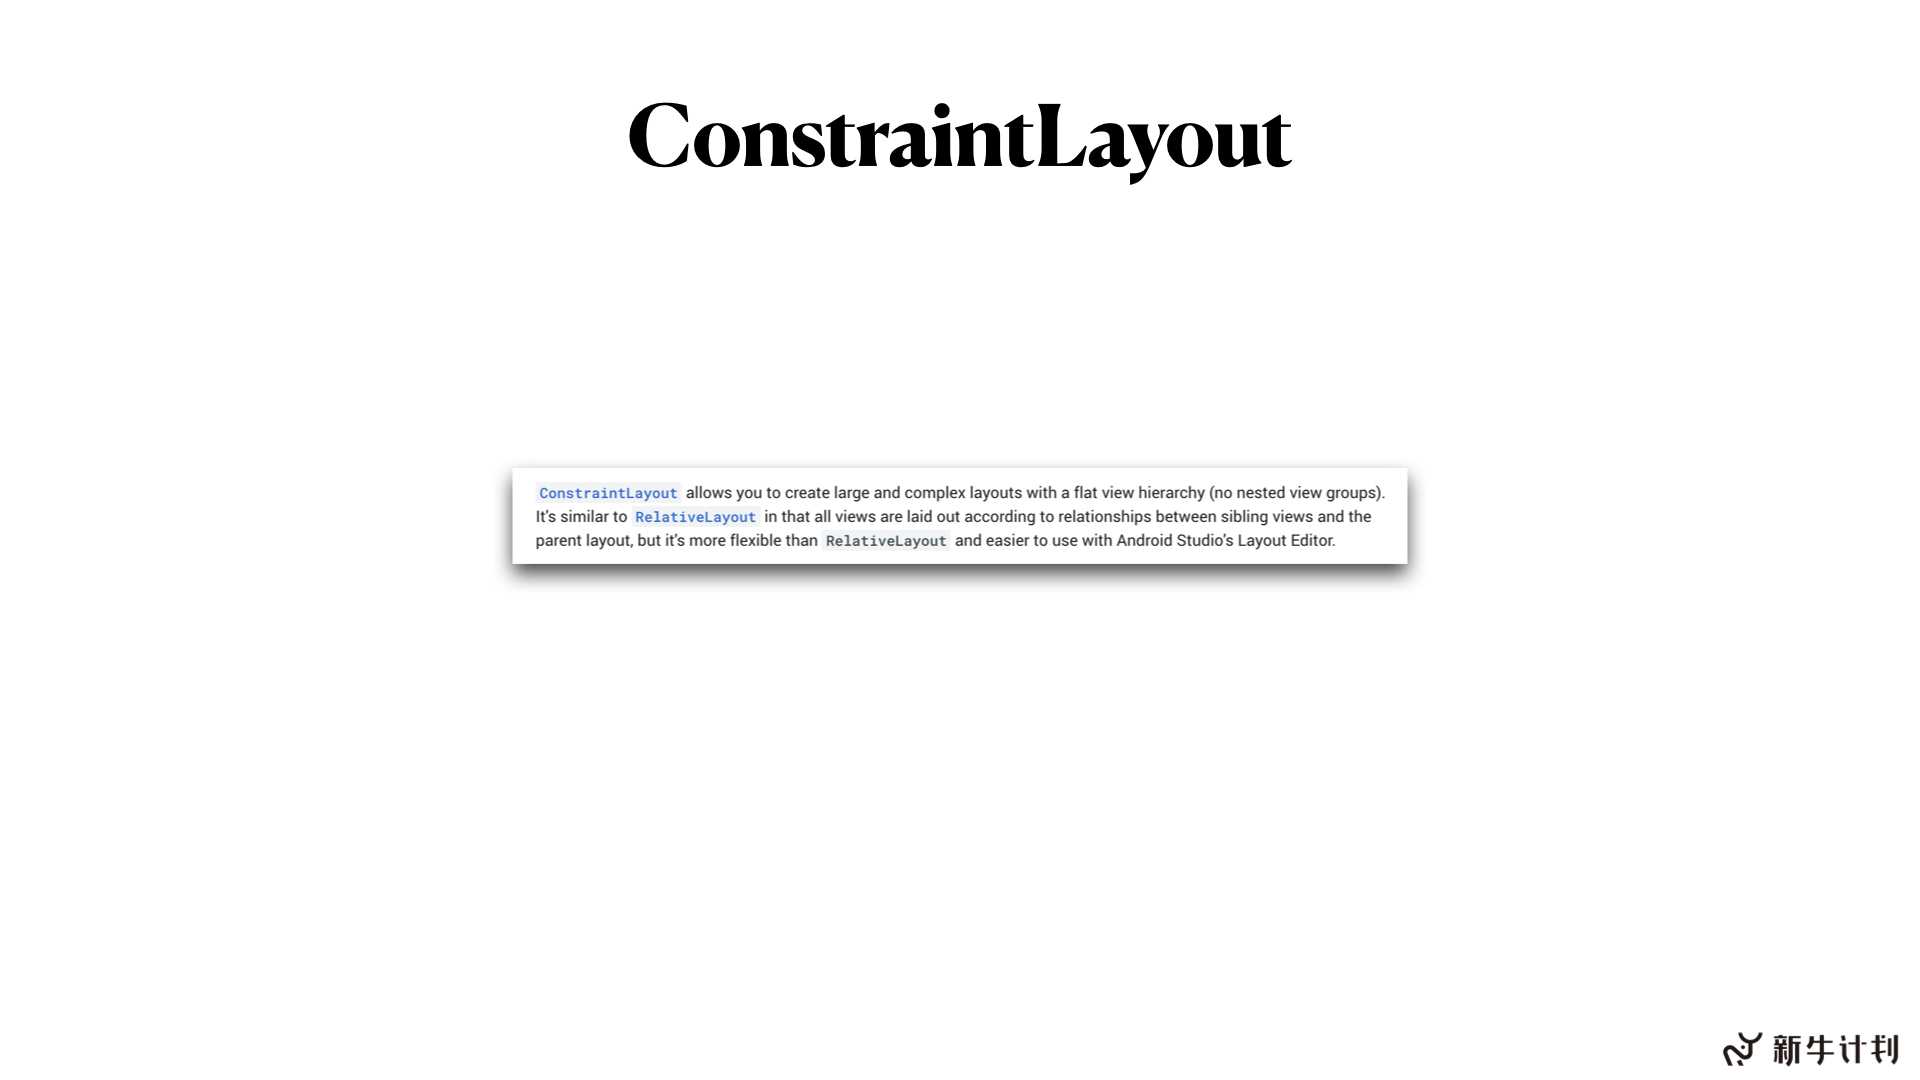 ConstraintLayout
ConstraintLayout allows you to create large and complex layouts with a flat view hierarchy (no nested view groups).
It's similar to RelativeLayout in that all views are laid out according to relationships between sibling views and the
parent layout, but it's more flexible than RelativeLayout and easier to use with Android Studio's Layout Editor.
新牛计划